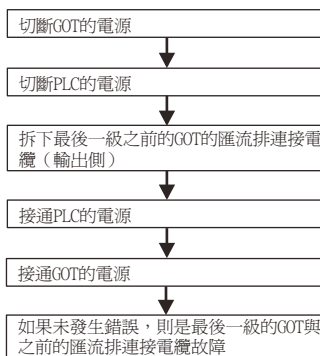 切斷GOT的電源
切斷PLC的電源
拆下最後一級之前的GOT的匯流排連接電
纜（輸出側）
接通PLC的電源
接通GOT的電源
如果未發生錯誤，則是最後一級的GOT與
之前的匯流排連接電纜故障